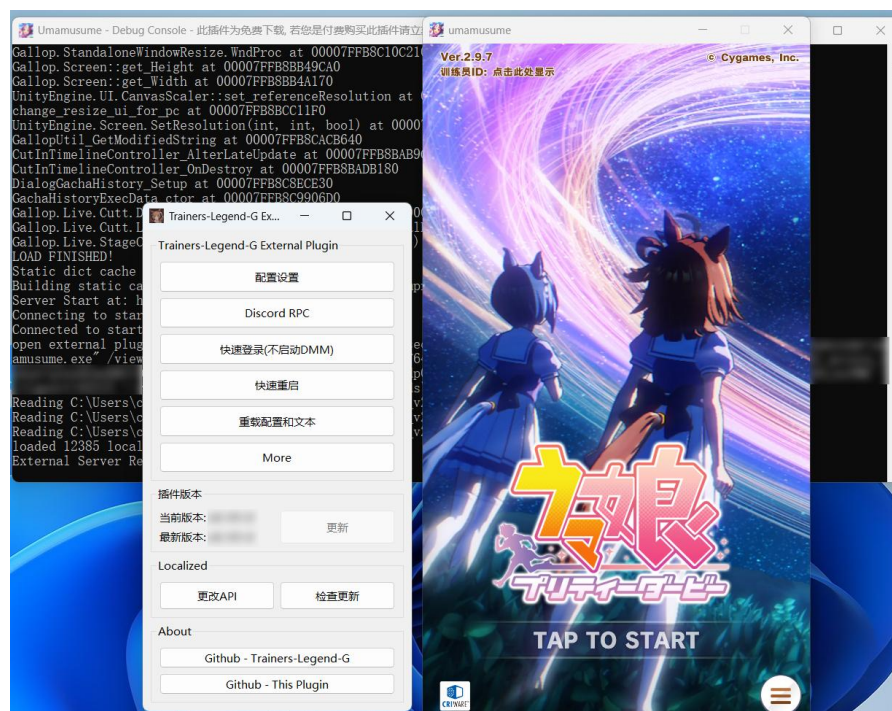 Umamusume - Debug Console - 此插件为免费下载, 若您是付费购买此插件请立
Gallop.StandaloneWindowResize.WndProc at 00007FFB8C10C21
Gallop.Screen::get_Height at 00007FFB8BB49CA0
Gallop.Screen::get_Width at 00007FFB8BB4A170
UnityEngine.UI.CanvasScaler::set_referenceResolution at
change_resize_ui_for_pc at 00007FFB8BCC11F0
UnityEngine.Screen.SetResolution(int, int, bool) at 0000
GallopUtil_GetModifiedString at 00007FFB8CACB640
CutInTimelineController_AlterLateUpdate at 00007FFB8BAB9
CutInTimelineController_OnDestroy at 00007FFB8BADB180
DialogGachaHistory_Setup at 00007FFB8C8ECE30
GachaHistoryExecData_ctor at 00007FFB8C9906D0
Gallop.Live.Cutt.D
Gallop.Live.Cutt.L
Gallop.Live.StageC
LOAD FINISHED!
Static dict cache
Building static ca
Server Start at: h
Connecting to star
Connected to start
open external plug
amusume.exe" /view
Reading C:\Users\c
Reading C:\Users\c
Reading C:\Users\c
loaded 12385 local
External Server Re
Trainers-Legend-G Ex...
Trainers-Legend-G External Plugin
配置设置
Discord RPC
快速登录(不启动DMM)
快速重启
重载配置和文本
More
插件版本
当前版本:
最新版本:
更新
Localized
更改API
检查更新
About
Github - Trainers-Legend-G
Github - This Plugin
umamusume
Ver.2.9.7
© Cygames, Inc.
训练员ID: 点击此处显示
ウマ娘
プリティーダービー
TAP TO START
CRIWARE